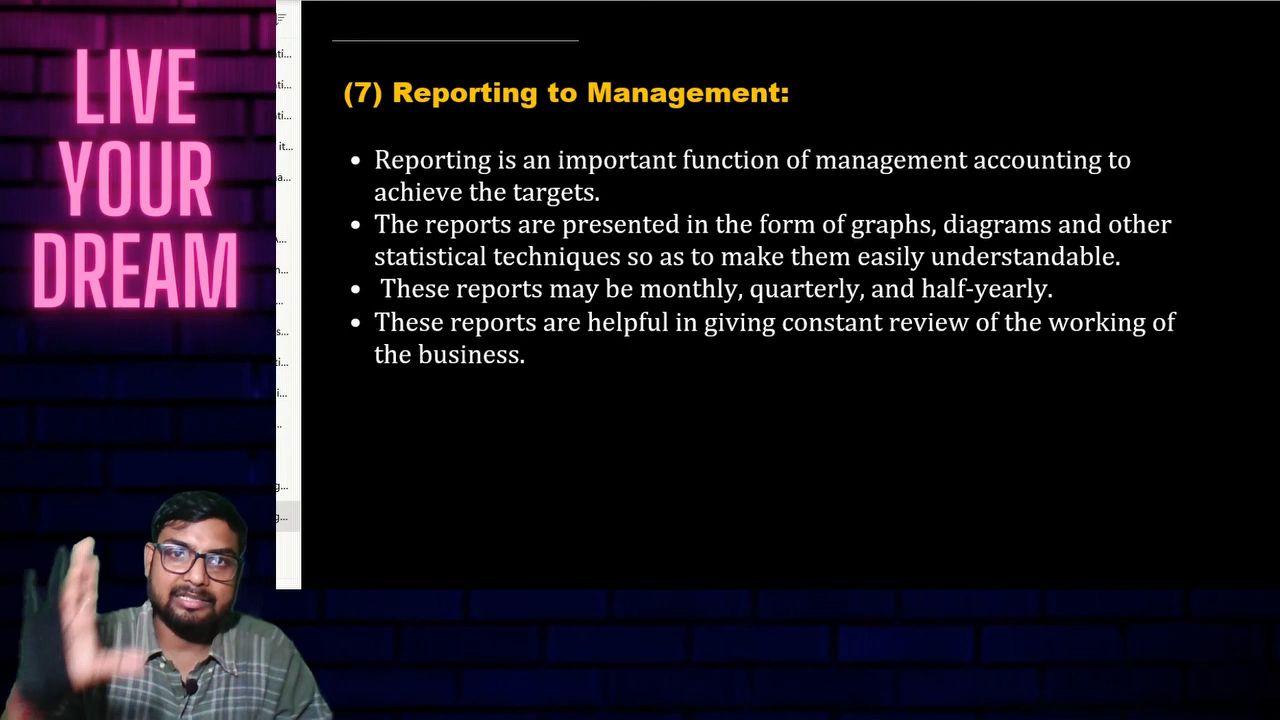 LIVE
YOUR
DREAM
(7) Reporting to Management:
• Reporting is an important function of management accounting to
achieve the targets.
• The reports are presented in the form of graphs, diagrams and other
statistical techniques so as to make them easily understandable.
• These reports may be monthly, quarterly, and half-yearly.
• These reports are helpful in giving constant review of the working of
the business.